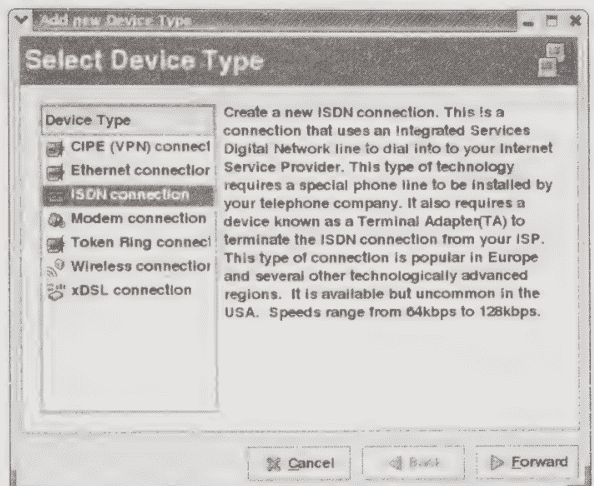 Add new Device Type
Select Device Type
Device Type
CIPE (VPN) connect
Ethernet connection
ISDN connection
Modem connection
Token Ring connect
Wireless connection
xDSL connection
Create a new ISDN connection. This is a
connection that uses an Integrated Services
Digital Network line to dial into to your Internet
Service Provider. This type of technology
requires a special phone line to be installed by
your telephone company. It also requires a
device known as a Terminal Adapter(TA) to
terminate the ISDN connection from your ISP.
This type of connection is popular in Europe
and several other technologically advanced
regions. It is available but uncommon in the
USA. Speeds range from 64kbps to 128kbps.
Cancel
Back
Forward